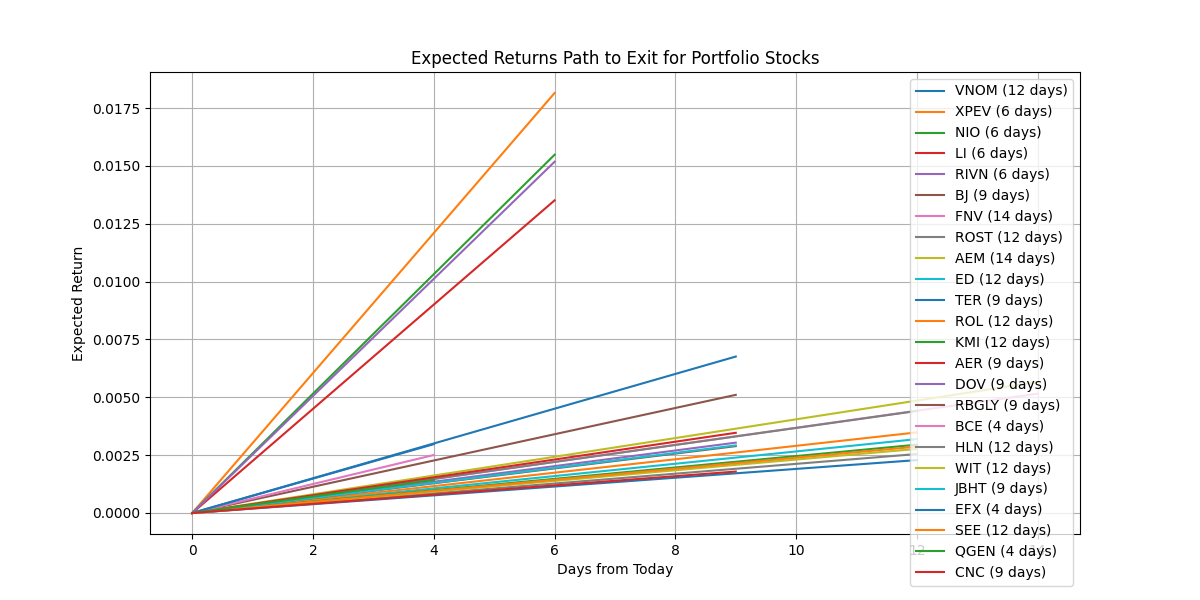 Expected Returns Path to Exit for Portfolio Stocks
Expected Return
0.0175
0.0150
0.0125
0.0100
0.0075
0.0050
0.0025
0.0000
0
2
4
6
8
10
12
Days from Today
VNOM (12 days)
XPEV (6 days)
NIO (6 days)
LI (6 days)
RIVN (6 days)
BJ (9 days)
FNV (14 days)
ROST (12 days)
AEM (14 days)
ED (12 days)
TER (9 days)
ROL (12 days)
KMI (12 days)
AER (9 days)
DOV (9 days)
RBGLY (9 days)
BCE (4 days)
HLN (12 days)
WIT (12 days)
JBHT (9 days)
EFX (4 days)
SEE (12 days)
QGEN (4 days)
CNC (9 days)